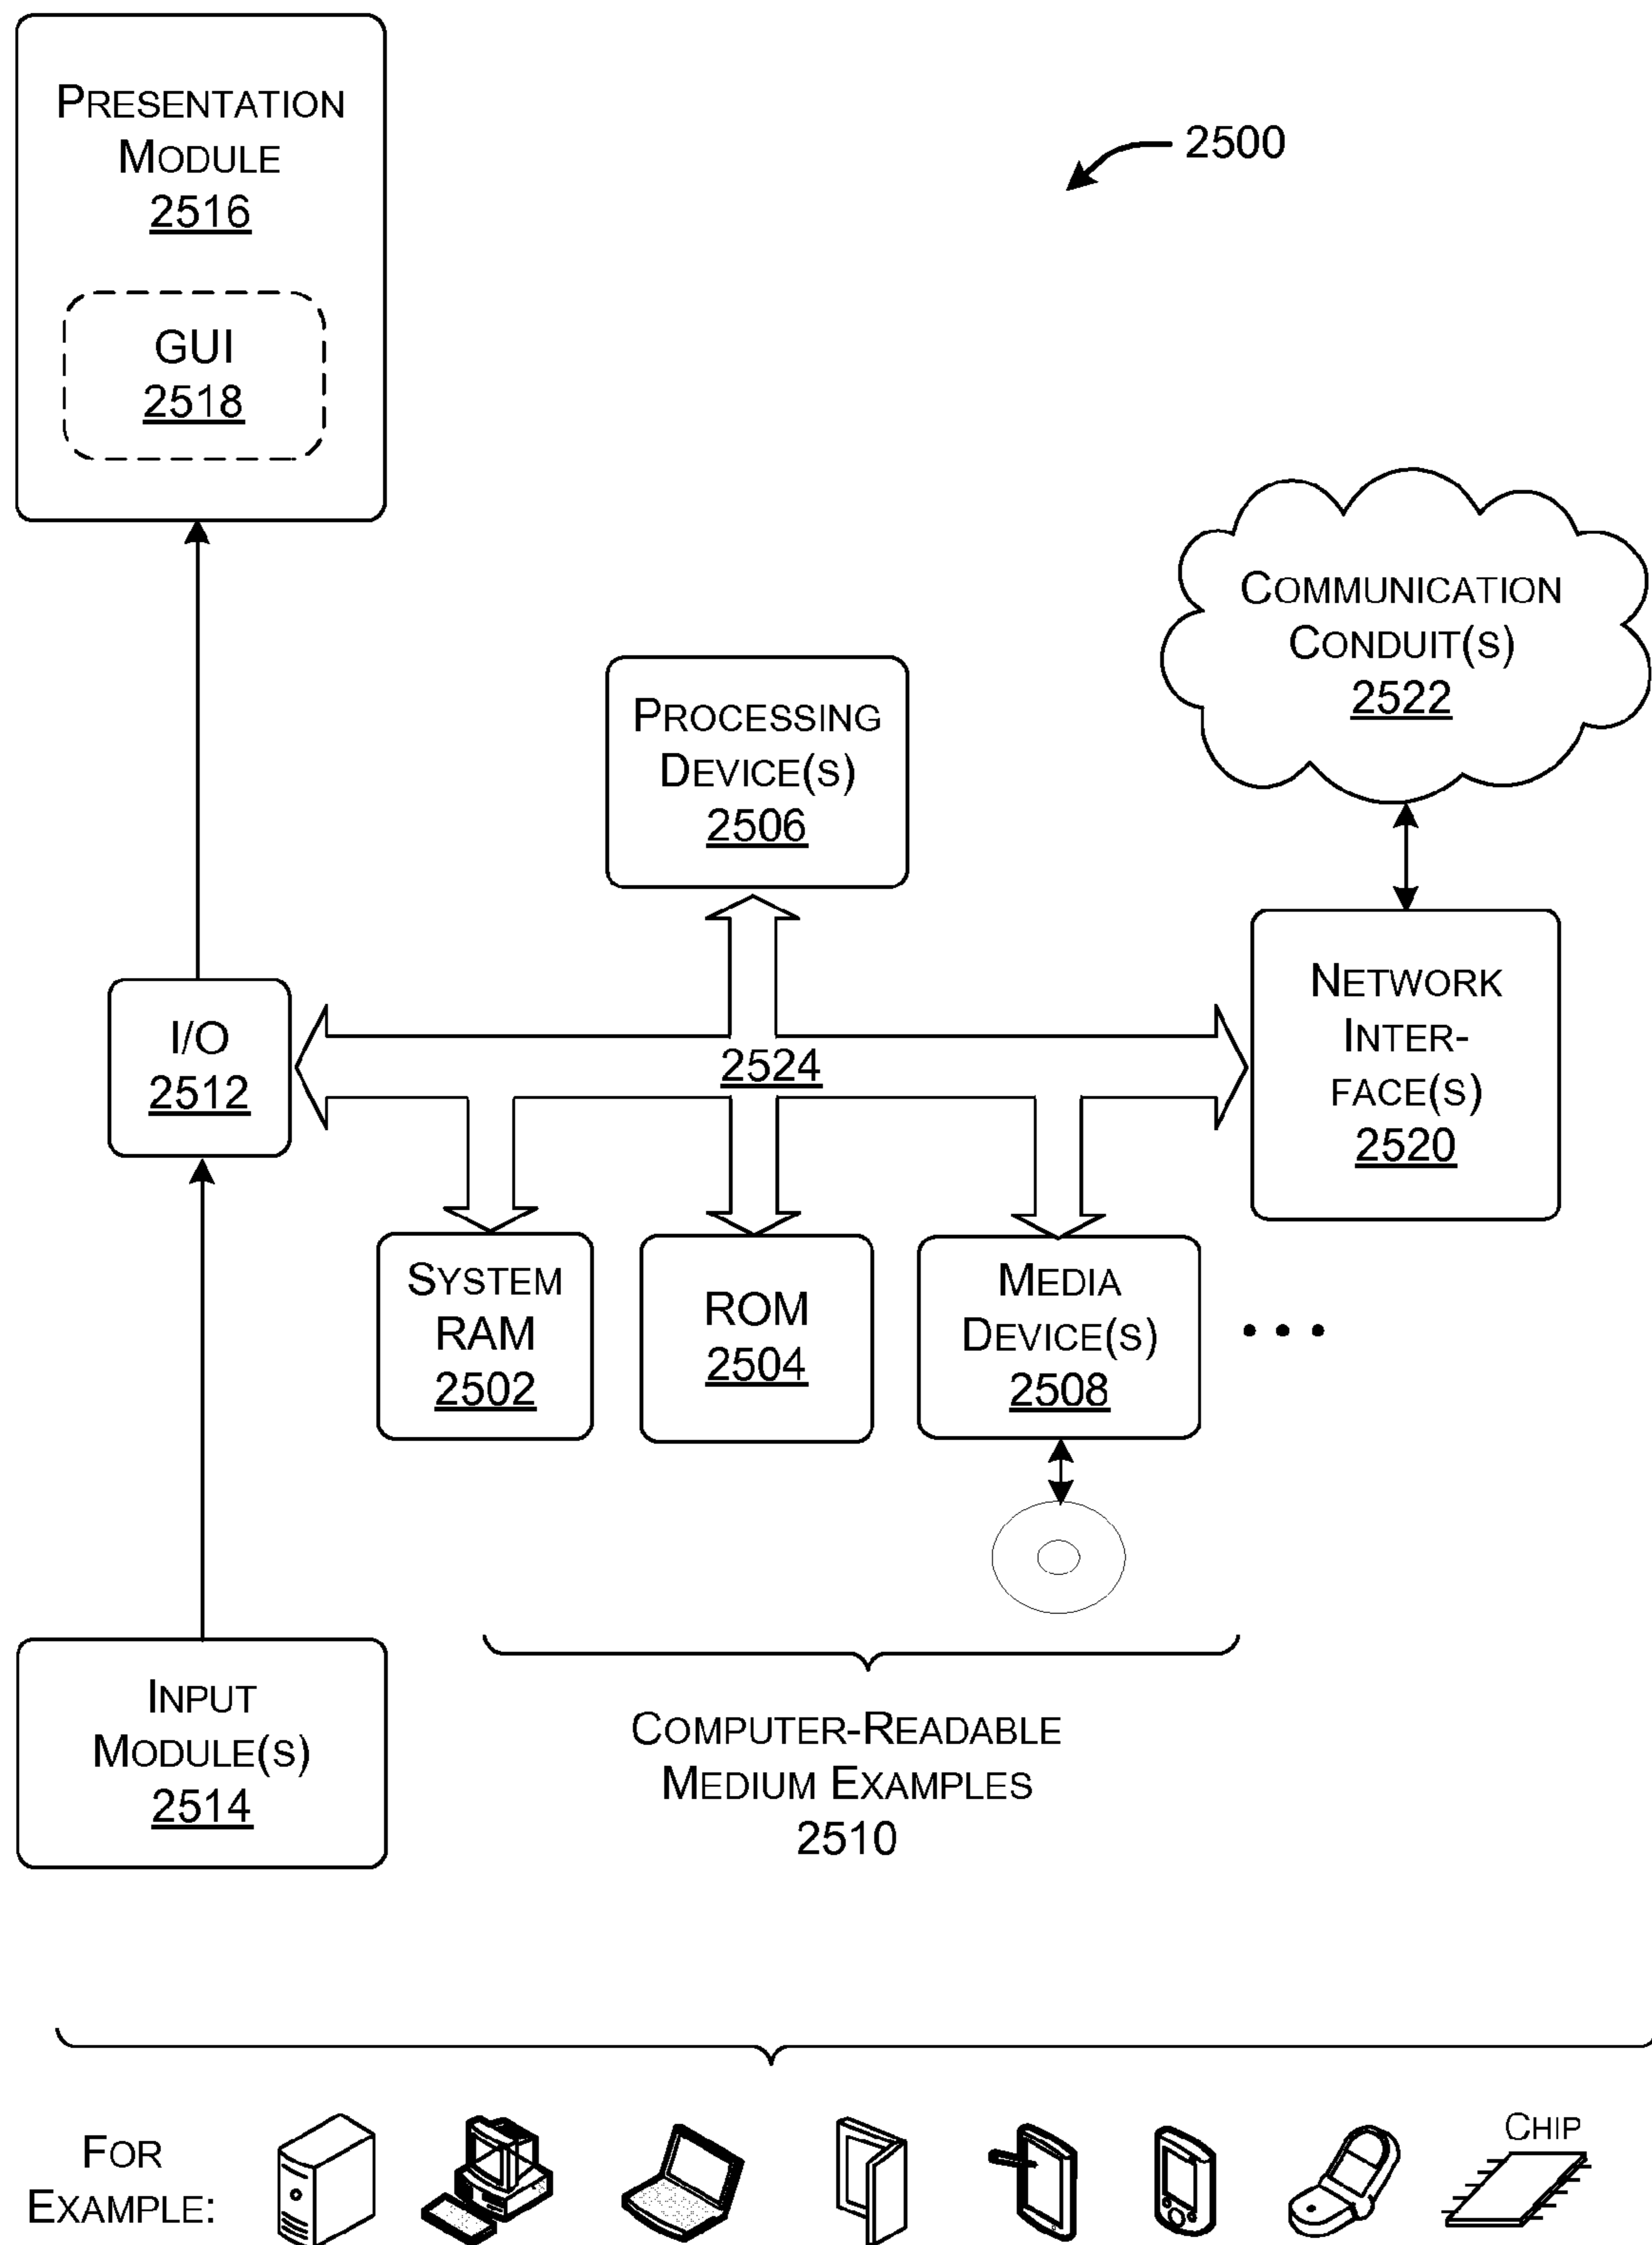 PRESENTATION
MODULE
2516
GUI
2518
2500
COMMUNICATION
CONDUIT(S)
2522
PROCESSING
DEVICE(S)
2506
NETWORK
INTER-
FACE(S)
2520
I/O
2512
2524
SYSTEM
RAM
2502
ROM
2504
MEDIA
DEVICE(S)
2508
• • •
INPUT
MODULE(S)
2514
COMPUTER-READABLE
MEDIUM EXAMPLES
2510
FOR
EXAMPLE:
CHIP